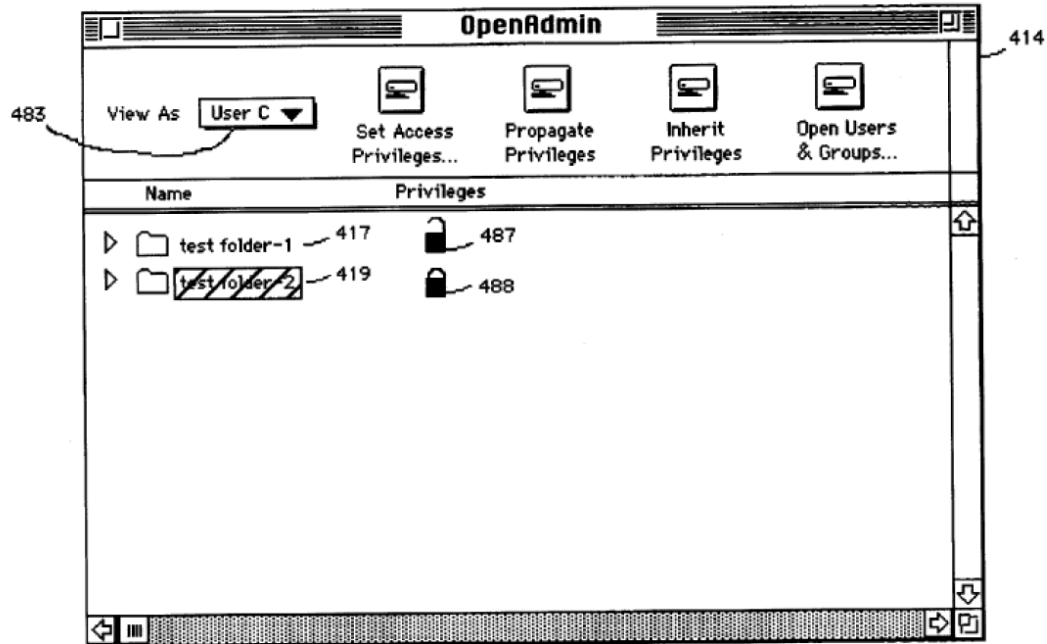 OpenAdmin
414
483
View As User C
Set Access
Privileges...
Propagate
Privileges
Inherit
Privileges
Open Users
& Groups...
Name Privileges
test folder-1 417 487
test folder-2 419 488